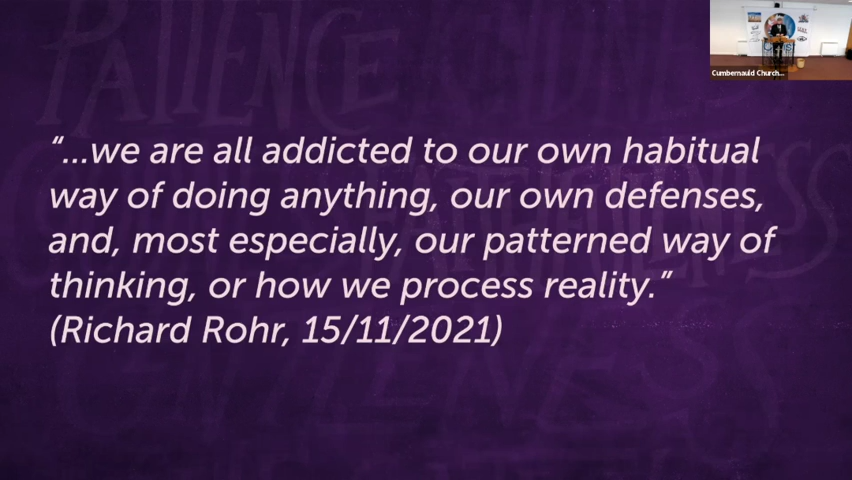 Cumbernauld Church...
“...we are all addicted to our own habitual
way of doing anything, our own defenses,
and, most especially, our patterned way of
thinking, or how we process reality.”
(Richard Rohr, 15/11/2021)
PATIENCE